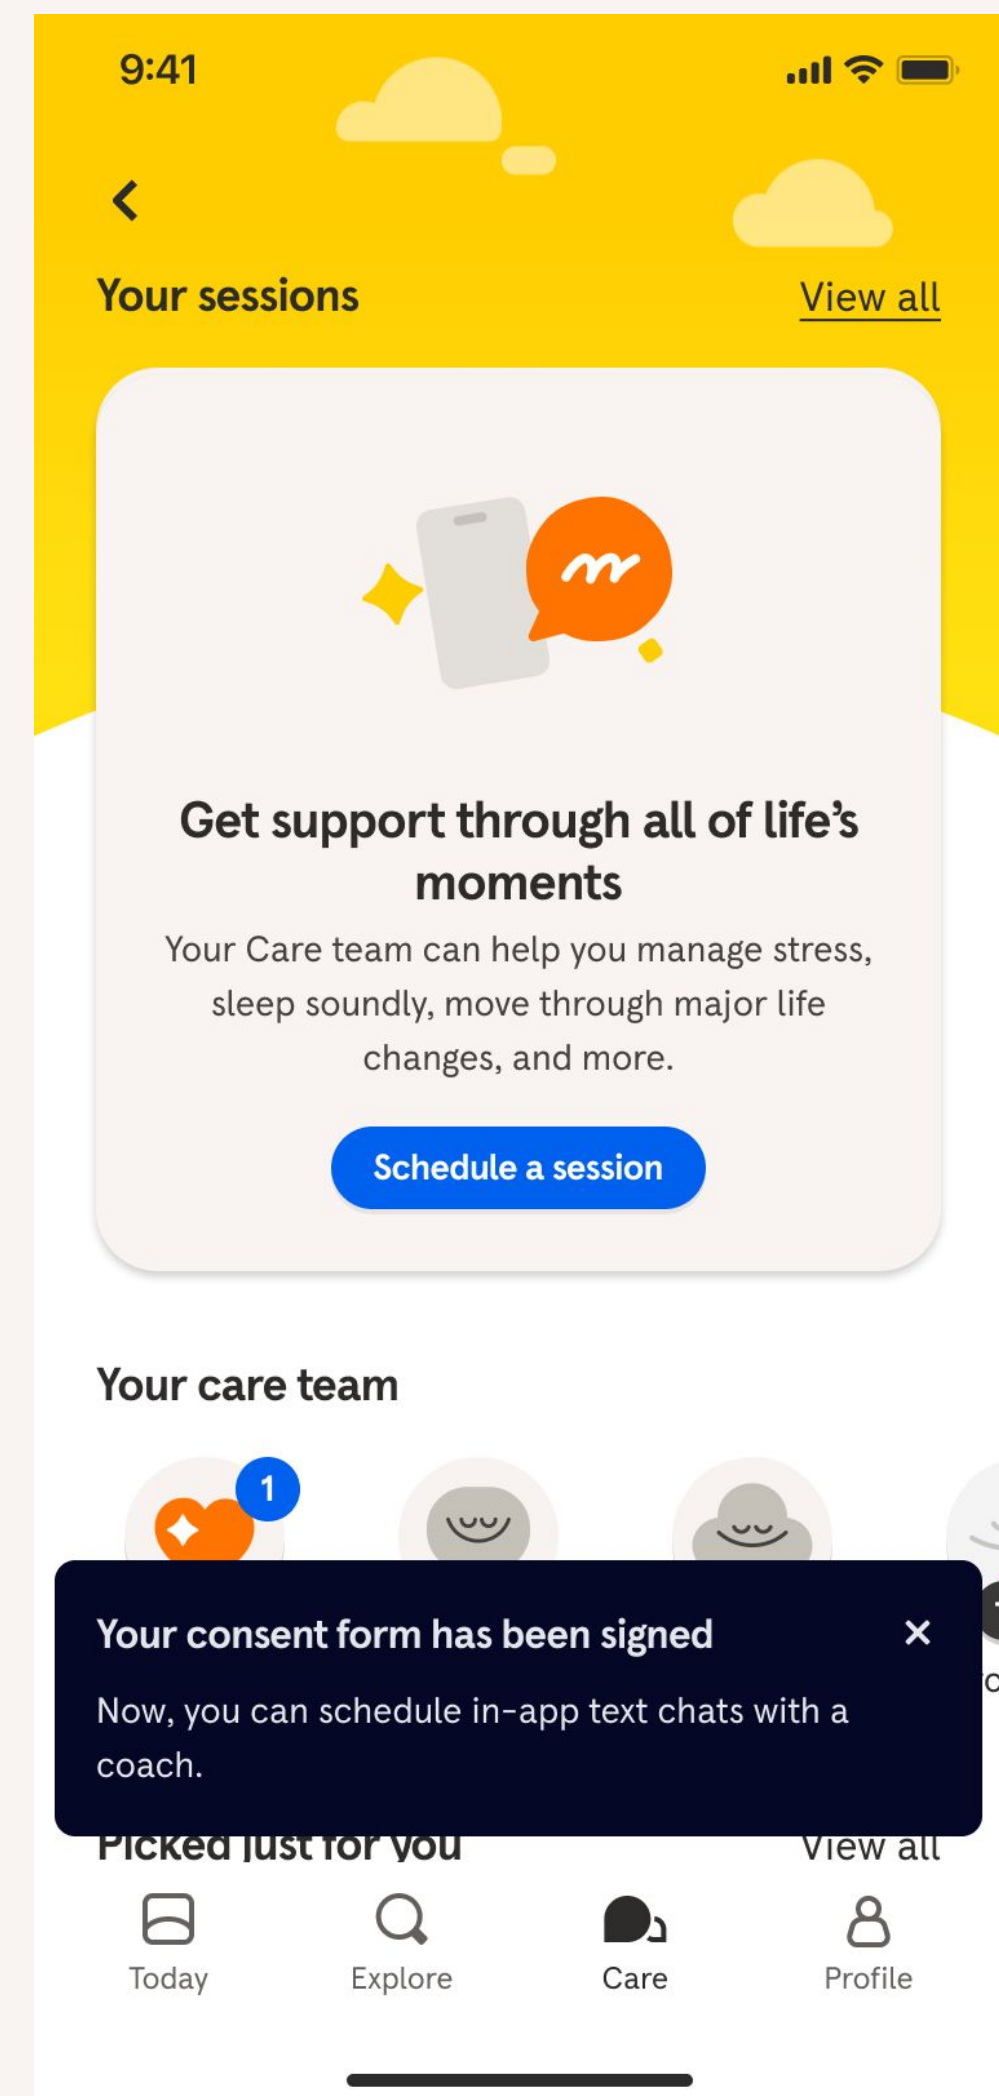 9:41
Your sessions
View all
Get support through all of life's
moments
Your Care team can help you manage stress,
sleep soundly, move through major life
changes, and more.
Schedule a session
Your care team
1
Your consent form has been signed
Now, you can schedule in-app text chats with a
coach.
Picked just for you
View all
Today
Explore
Care
Profile